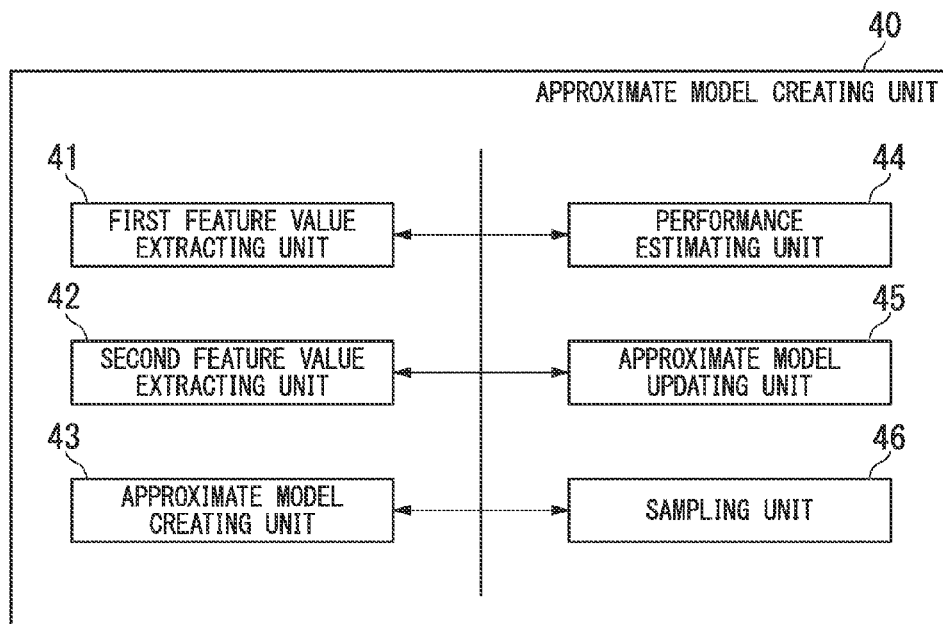 40
APPROXIMATE MODEL CREATING UNIT
41
FIRST FEATURE VALUE
EXTRACTING UNIT
44
PERFORMANCE
ESTIMATING UNIT
42
SECOND FEATURE VALUE
EXTRACTING UNIT
45
APPROXIMATE MODEL
UPDATING UNIT
43
APPROXIMATE MODEL
CREATING UNIT
46
SAMPLING UNIT